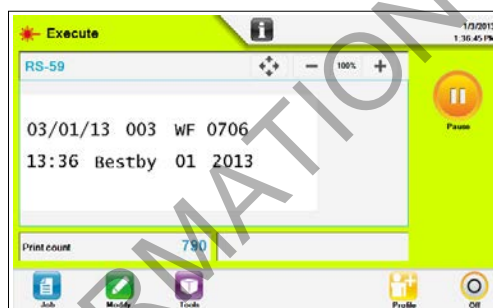 Execute
1/3/2013
1:36:45 PM
RS-59
100%
03/01/13 003 WF 0706
13:36 Bestby 01 2013
Pause
Print count 790
Job
Modify
Tools
Profile
Off
RMATION